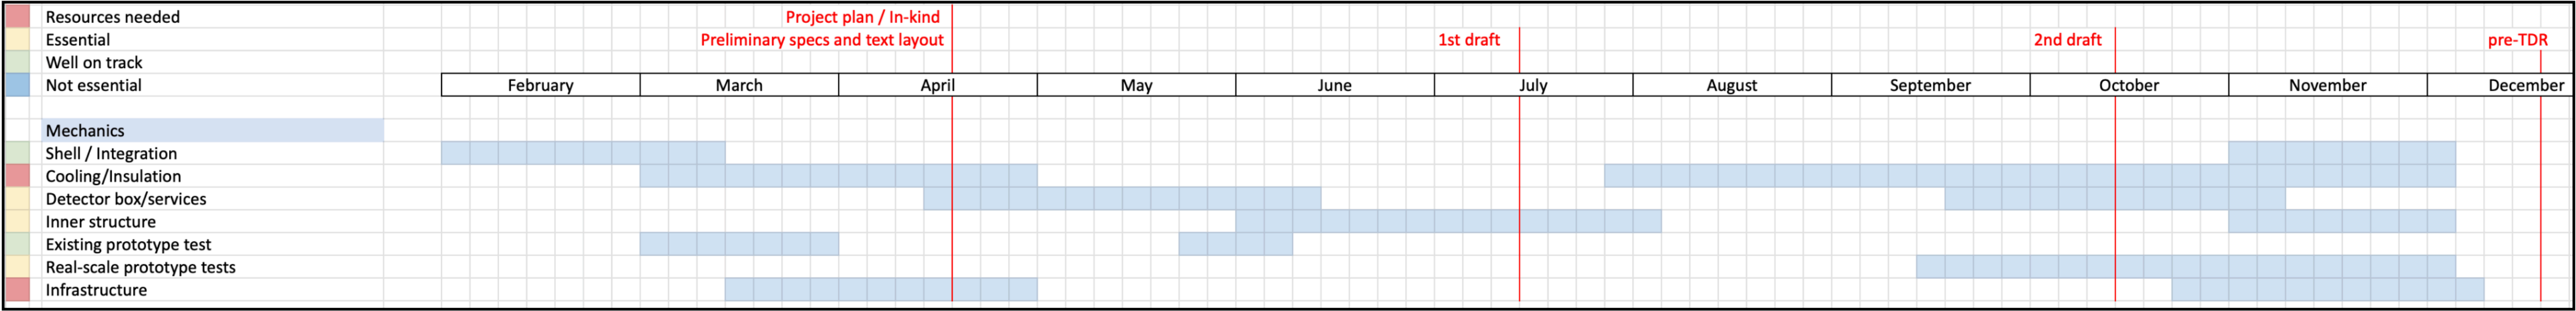 Resources needed Project plan / In-kind
Essential Preliminary specs and text layout 1st draft 2nd draft pre-TDR
Well on track
Not essential February March April May June July August September October November December
Mechanics
Shell / Integration
Cooling/Insulation
Detector box/services
Inner structure
Existing prototype test
Real-scale prototype tests
Infrastructure